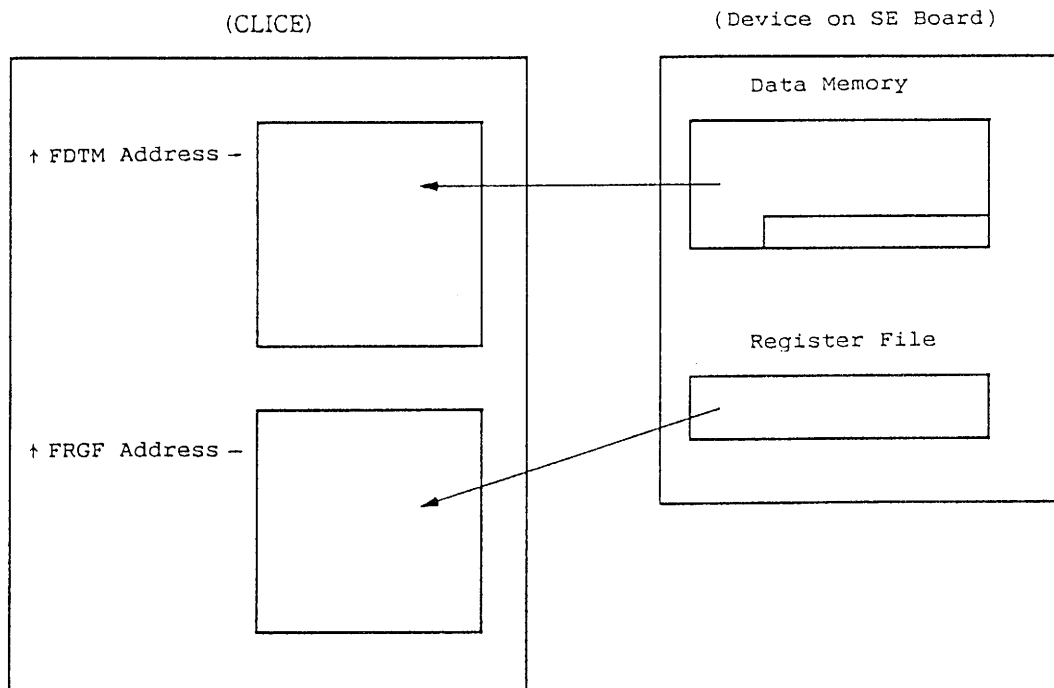 (CLICE)
(Device on SE Board)
Data Memory
↑ FDTM Address –
Register File
↑ FRGF Address –